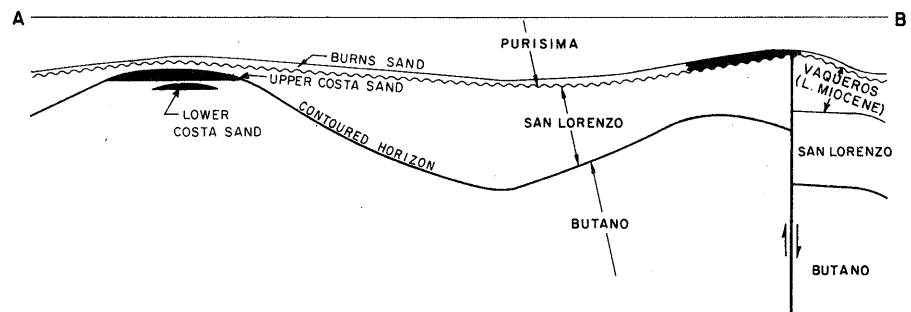 A
B
PURISIMA
BURNS SAND
UPPER COSTA SAND
VAQUEROS
(L. MIOCENE)
LOWER
COSTA SAND
SAN LORENZO
CONTOURED HORIZON
SAN LORENZO
BUTANO
BUTANO